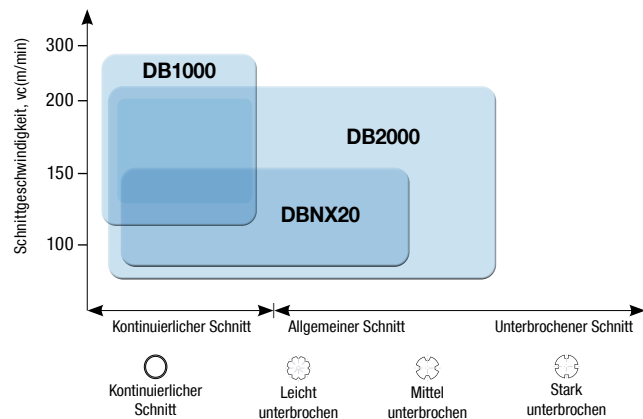 Schnittgeschwindigkeit, vc(m/min)
300
200
150
100
DB1000
DB2000
DBNX20
Kontinuierlicher Schnitt
Allgemeiner Schnitt
Unterbrochener Schnitt
Kontinuierlicher
Schnitt
Leicht
unterbrochen
Mittel
unterbrochen
Stark
unterbrochen